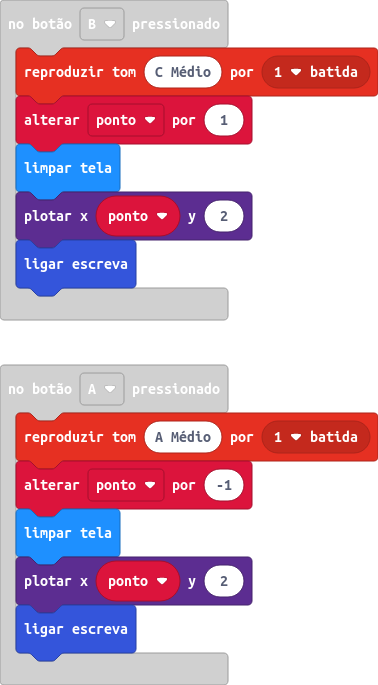 no botão B pressionado
reproduzir tom C Médio por 1 batida
alterar ponto por 1
limpar tela
plotar x ponto y 2
ligar escreva
no botão A pressionado
reproduzir tom A Médio por 1 batida
alterar ponto por -1
limpar tela
plotar x ponto y 2
ligar escreva